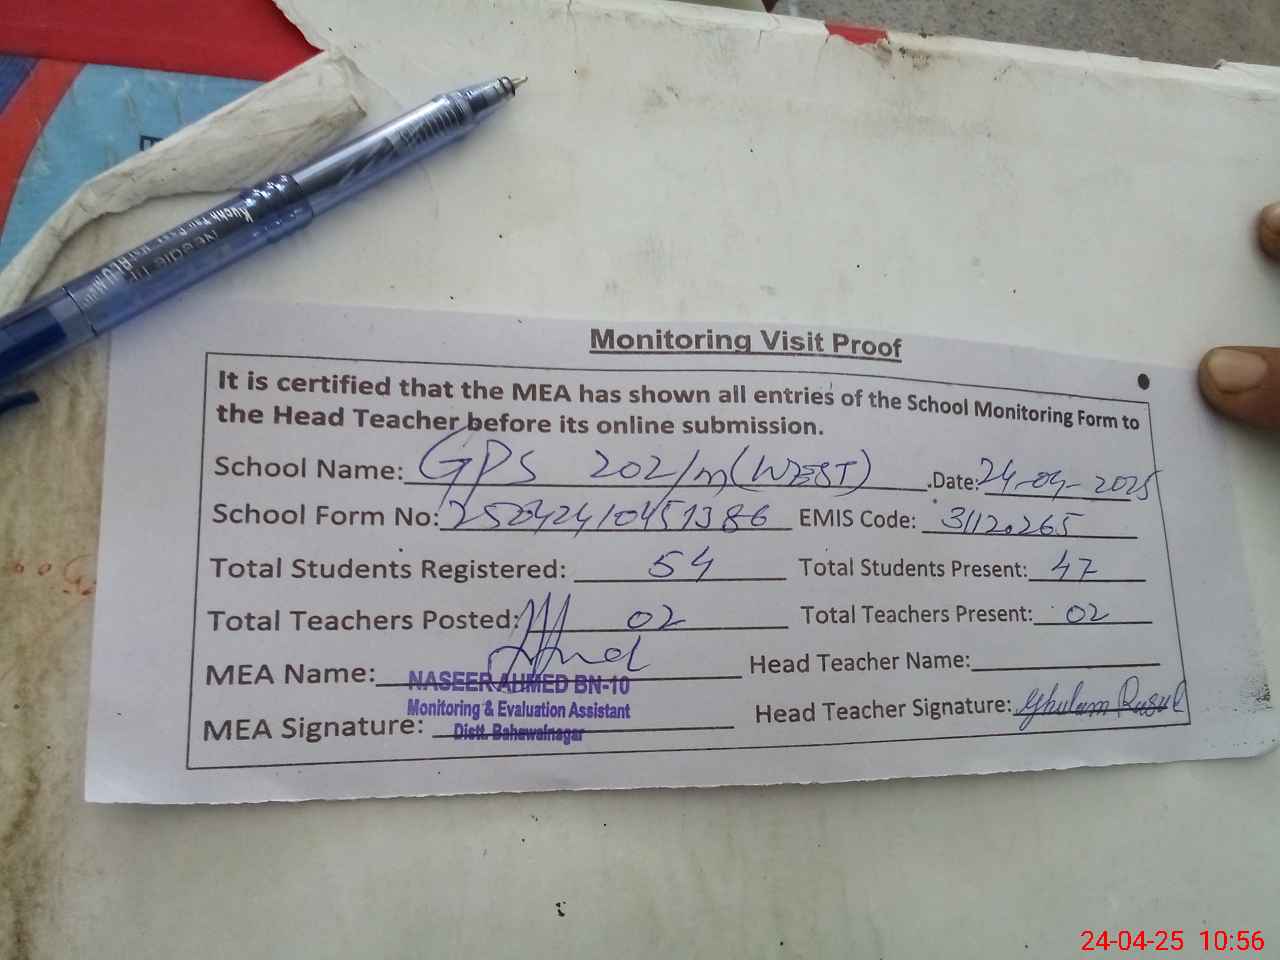 Monitoring Visit Proof
It is certified that the MEA has shown all entries of the School Monitoring Form to
the Head Teacher before its online submission.
School Name: GPS 202/m (WEST) Date: 24-04-2025
School Form No: 25042410451386 EMIS Code: 31120265
Total Students Registered: 54 Total Students Present: 47
Total Teachers Posted: 02 Total Teachers Present: 02
MEA Name: Head Teacher Name:
NASEER AHMED BN-10
Monitoring & Evaluation Assistant
Distt. Bahawalnagar
MEA Signature: Head Teacher Signature: Ghulam Rasul
24-04-25 10:56